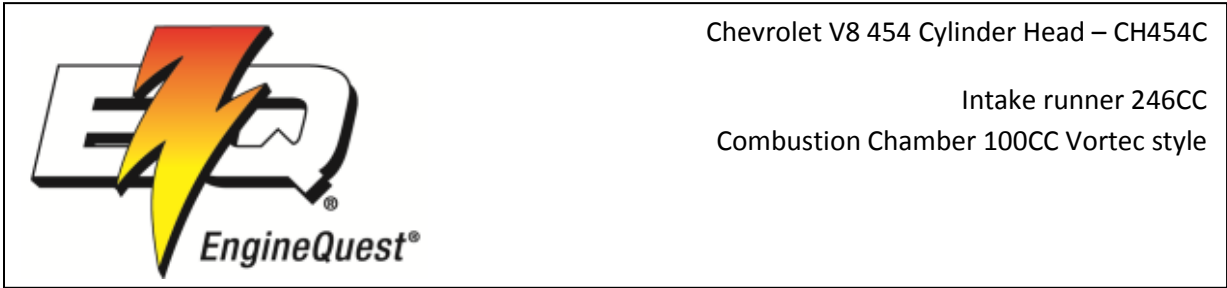 EQ®
EngineQuest®
Chevrolet V8 454 Cylinder Head – CH454C
Intake runner 246CC
Combustion Chamber 100CC Vortec style